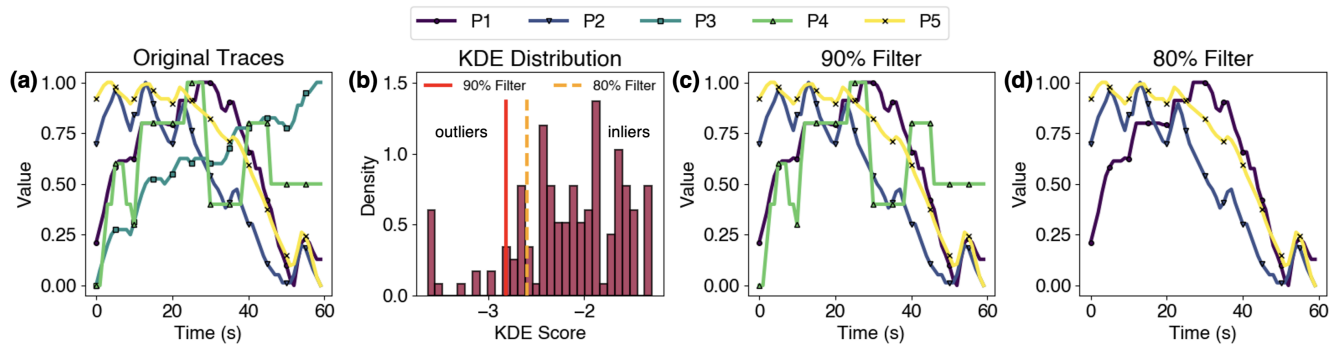 P1 P2 P3 P4 P5
(a) Original Traces
1.00
0.75
0.50
0.25
0.00
Value
0 20 40 60
Time (s)
(b) KDE Distribution
90% Filter 80% Filter
outliers inliers
1.5
1.0
0.5
0.0
Density
−3 −2
KDE Score
(c) 90% Filter
1.00
0.75
0.50
0.25
0.00
Value
0 20 40 60
Time (s)
(d) 80% Filter
1.00
0.75
0.50
0.25
0.00
Value
0 20 40 60
Time (s)